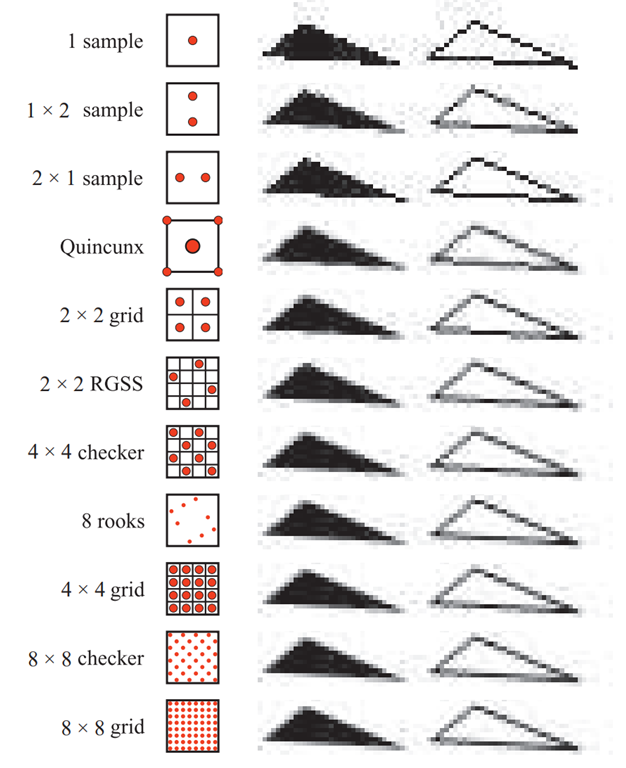 1 sample
1 × 2 sample
2 × 1 sample
Quincunx
2 × 2 grid
2 × 2 RGSS
4 × 4 checker
8 rooks
4 × 4 grid
8 × 8 checker
8 × 8 grid